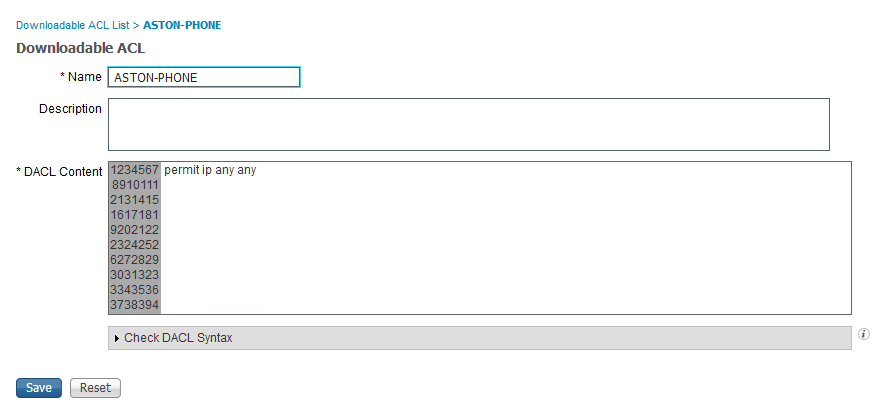 Downloadable ACL List > ASTON-PHONE
Downloadable ACL
* Name ASTON-PHONE
Description
* DACL Content 1234567 permit ip any any
8910111
2131415
1617181
9202122
2324252
6272829
3031323
3343536
3738394
Check DACL Syntax
Save Reset